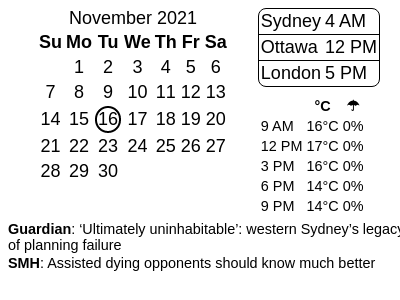 November 2021
Su Mo Tu We Th Fr Sa
1 2 3 4 5 6
7 8 9 10 11 12 13
14 15 16 17 18 19 20
21 22 23 24 25 26 27
28 29 30
Sydney 4 AM
Ottawa 12 PM
London 5 PM
°C ☂
9 AM 16°C 0%
12 PM 17°C 0%
3 PM 16°C 0%
6 PM 14°C 0%
9 PM 14°C 0%
Guardian: ‘Ultimately uninhabitable’: western Sydney’s legacy
of planning failure
SMH: Assisted dying opponents should know much better